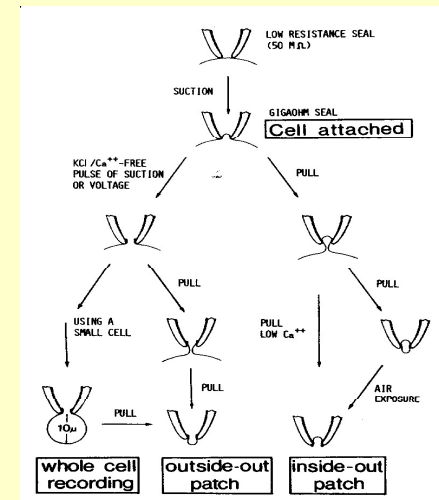 LOW RESISTANCE SEAL
(50 MΩ)
SUCTION
GIGAOHM SEAL
Cell attached
KCl/Ca⁺⁺-FREE
PULSE OF SUCTION
OR VOLTAGE
PULL
PULL
PULL
USING A
SMALL CELL
PULL
LOW Ca⁺⁺
PULL
AIR
EXPOSURE
10μ
PULL
whole cell
recording
outside-out
patch
inside-out
patch